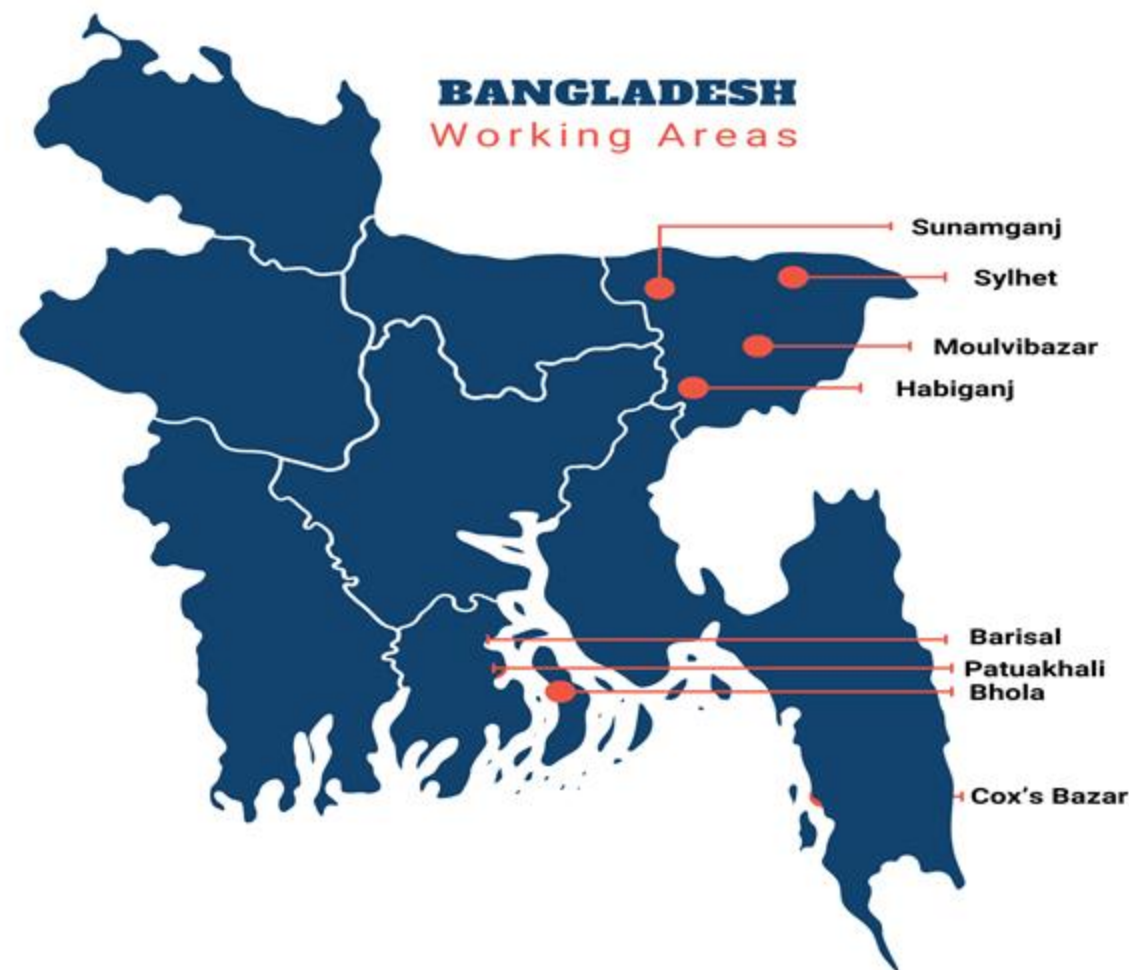 BANGLADESH
Working Areas
Sunamganj
Sylhet
Moulvibazar
Habiganj
Barisal
Patuakhali
Bhola
Cox's Bazar